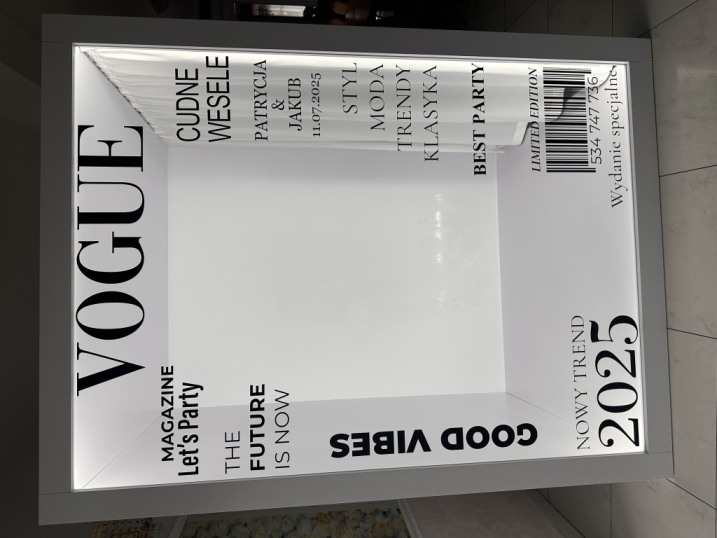 VOGUE
MAGAZINE
Let's Party
THE
FUTURE
IS NOW
GOOD VIBES
NOWY TREND
2025
CUDNE
WESELE
PATRYCJA
&
JAKUB
11.07.2025
STYL
MODA
TRENDY
KLASYKA
BEST PARTY
LIMITED EDITION
534 747 736
Wydanie specjalne